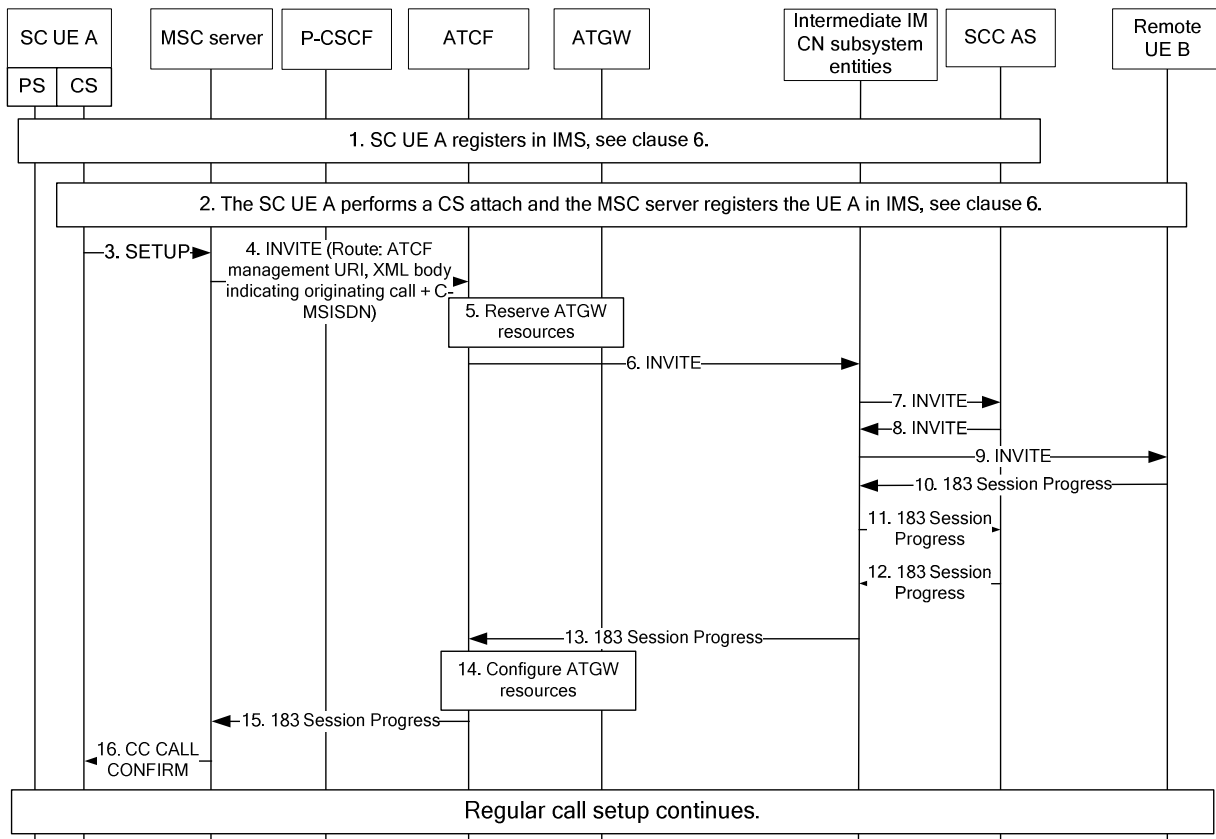 SC UE A
MSC server
P-CSCF
ATCF
ATGW
Intermediate IM
CN subsystem
entities
SCC AS
Remote
UE B
PS
CS
1. SC UE A registers in IMS, see clause 6.
2. The SC UE A performs a CS attach and the MSC server registers the UE A in IMS, see clause 6.
3. SETUP
4. INVITE (Route: ATCF
management URI, XML body
indicating originating call + C-
MSISDN)
5. Reserve ATGW
resources
6. INVITE
7. INVITE
8. INVITE
9. INVITE
10. 183 Session Progress
11. 183 Session
Progress
12. 183 Session
Progress
13. 183 Session Progress
14. Configure ATGW
resources
15. 183 Session Progress
16. CC CALL
CONFIRM
Regular call setup continues.